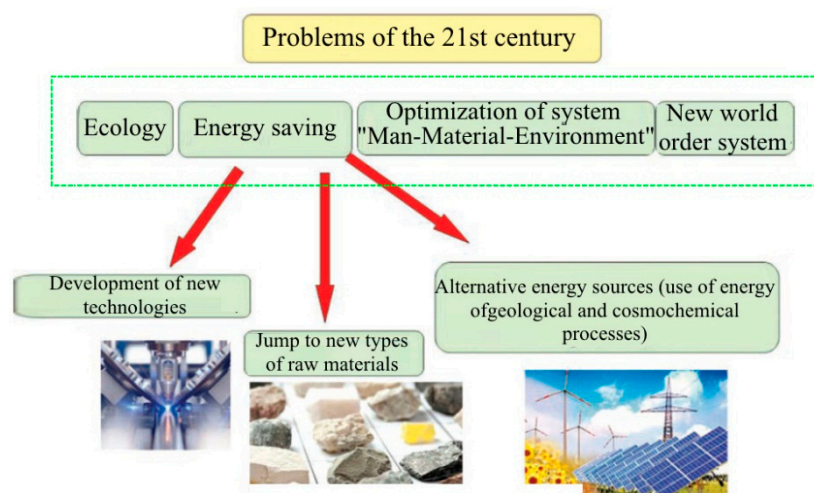 Problems of the 21st century
Ecology
Energy saving
Optimization of system
"Man-Material-Environment"
New world
order system
Development of new
technologies
Jump to new types
of raw materials
Alternative energy sources (use of energy
ofgeological and cosmochemical
processes)